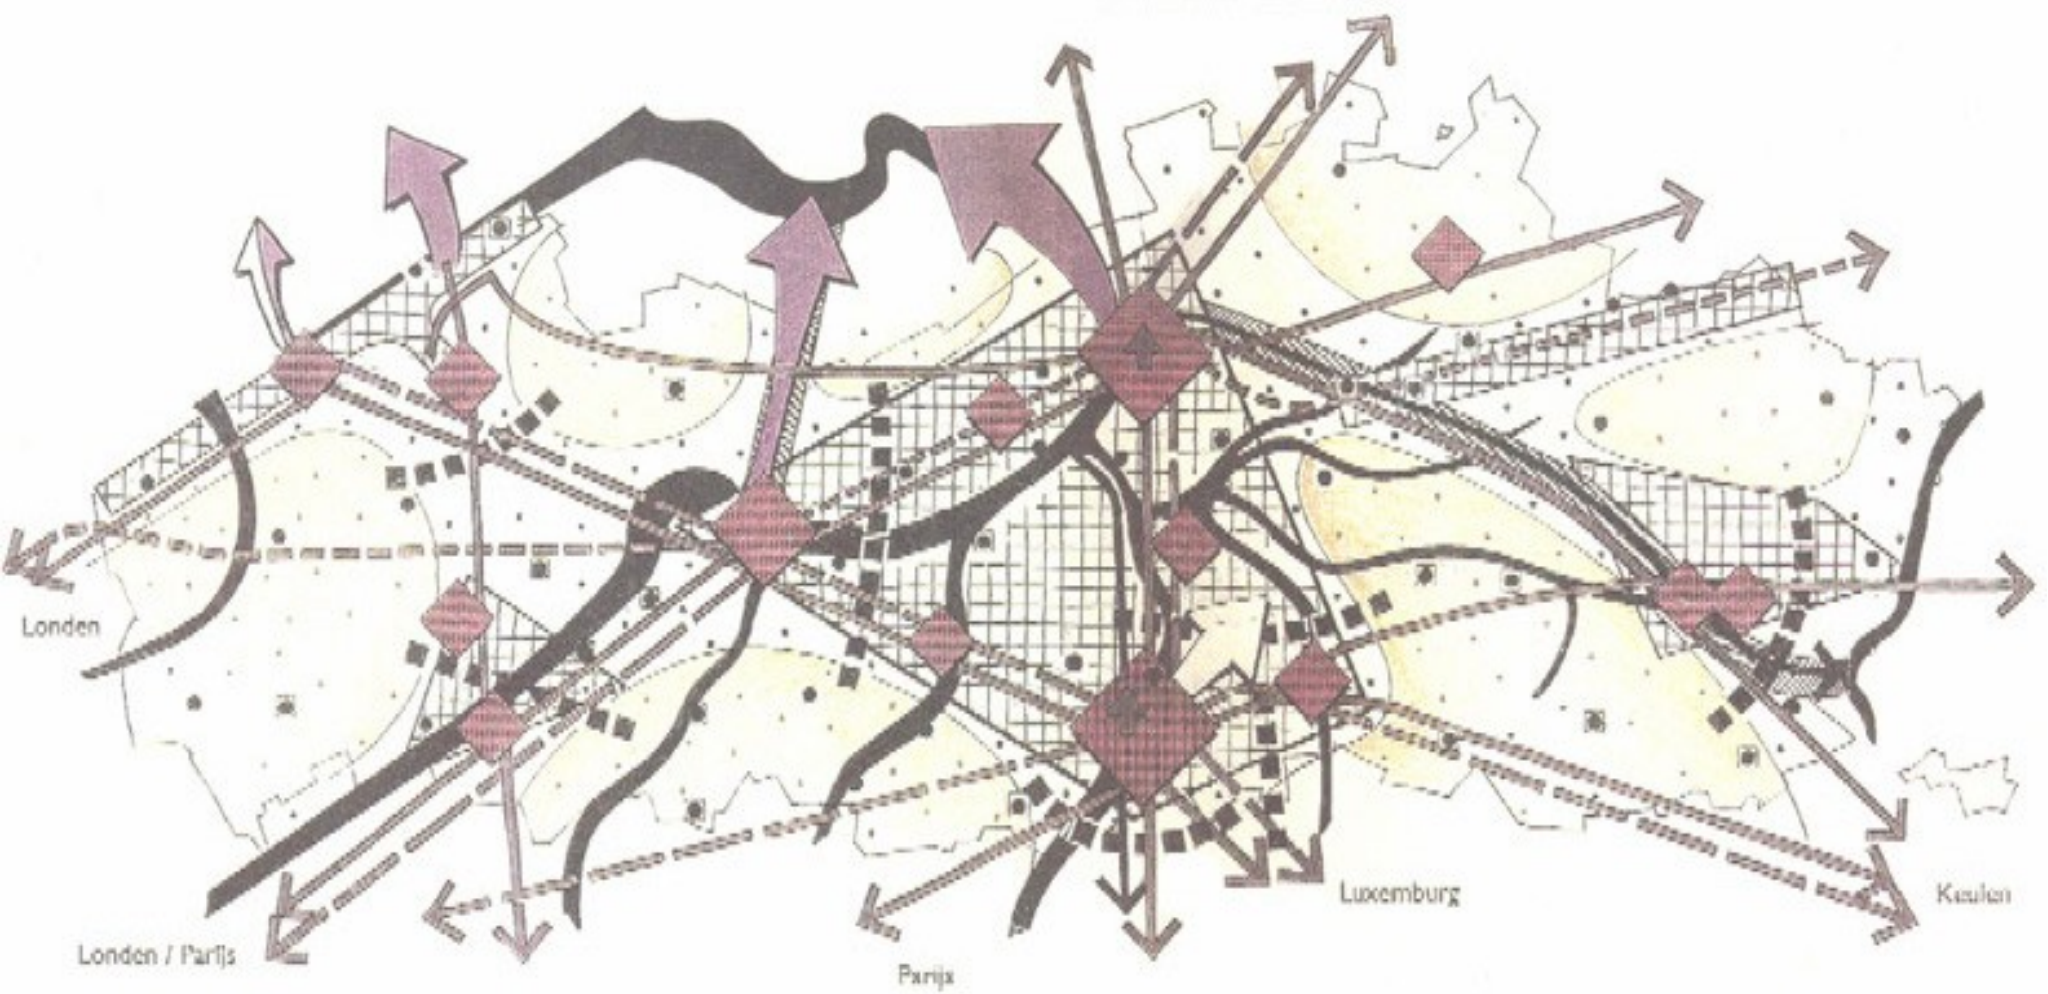 Londen
Luxemburg
Keulen
Londen / Parijs
Parijs